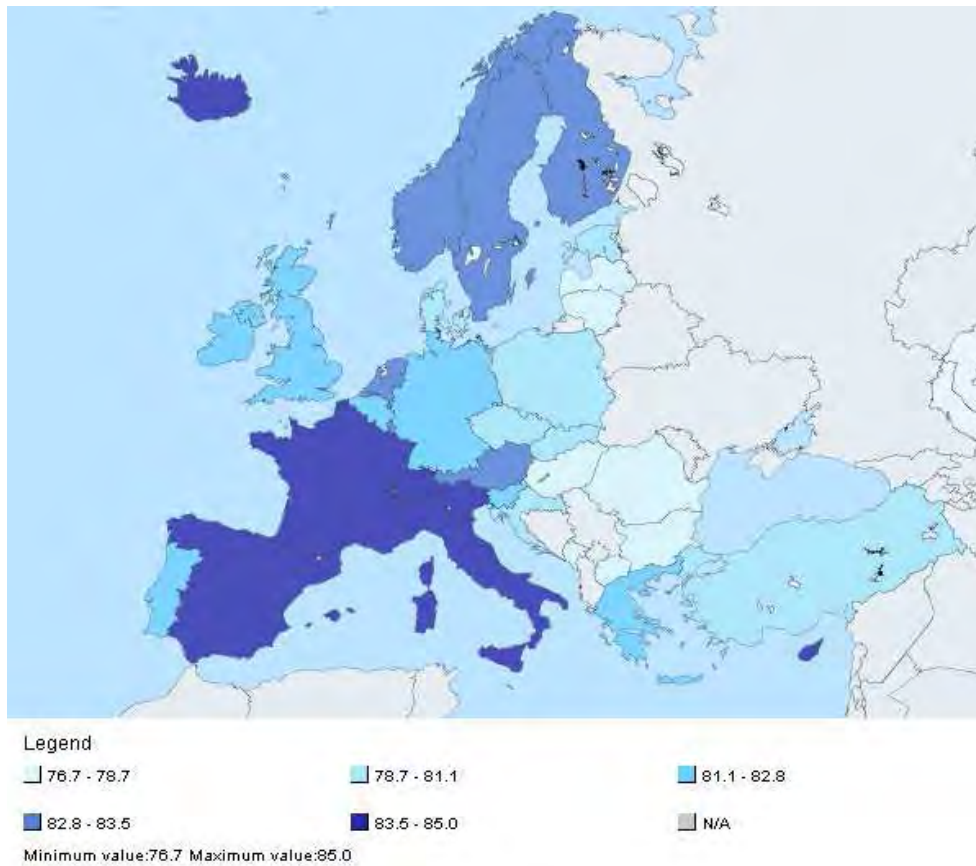 Legend
76.7 - 78.7
78.7 - 81.1
81.1 - 82.8
82.8 - 83.5
83.5 - 85.0
N/A
Minimum value:76.7 Maximum value:85.0